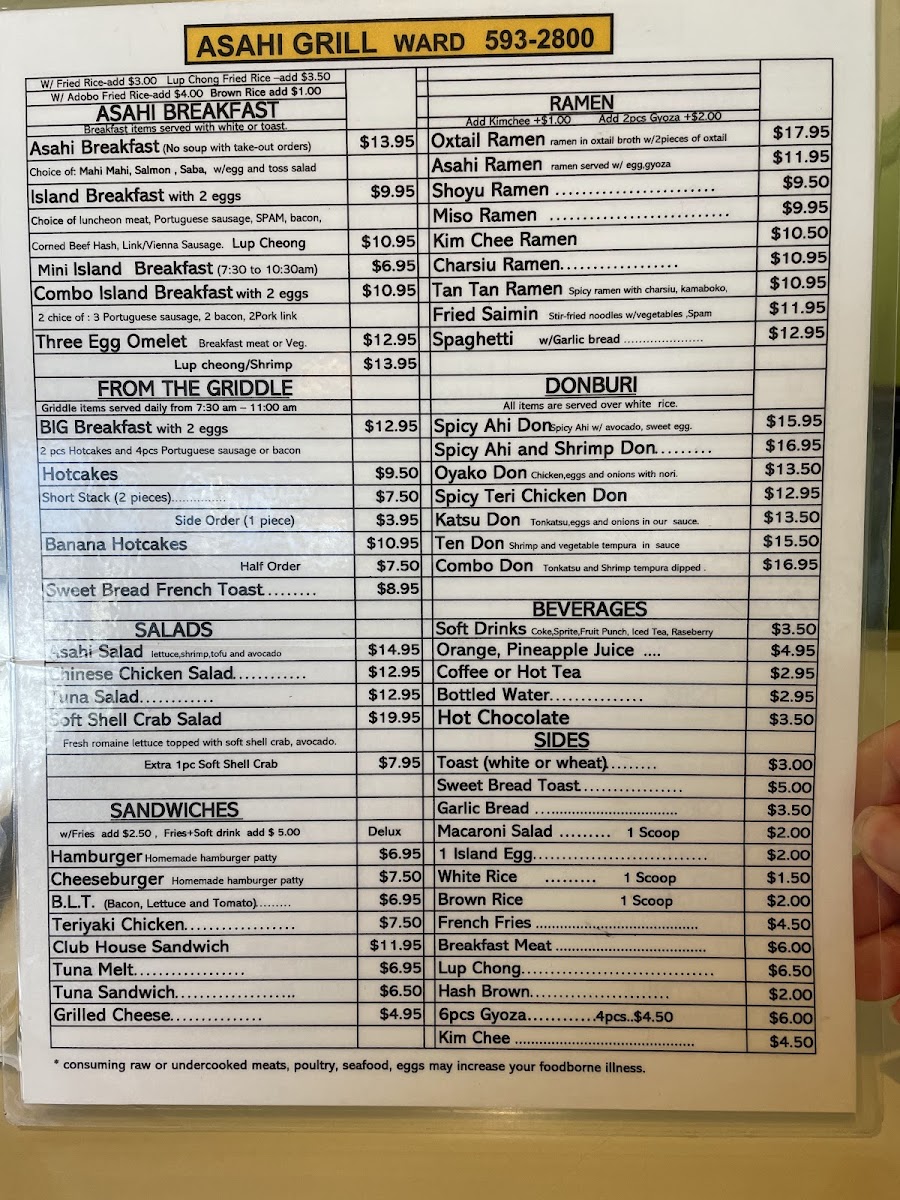 ASAHI GRILL WARD 593-2800
W/ Fried Rice-add $3.00 Lup Chong Fried Rice –add $3.50
W/ Adobo Fried Rice-add $4.00 Brown Rice add $1.00
ASAHI BREAKFAST
Breakfast items served with white or toast.
Asahi Breakfast (No soup with take-out orders) $13.95
Choice of: Mahi Mahi, Salmon , Saba, w/egg and toss salad
Island Breakfast with 2 eggs $9.95
Choice of luncheon meat, Portuguese sausage, SPAM, bacon,
Corned Beef Hash, Link/Vienna Sausage. Lup Cheong $10.95
Mini Island Breakfast (7:30 to 10:30am) $6.95
Combo Island Breakfast with 2 eggs $10.95
2 chice of : 3 Portuguese sausage, 2 bacon, 2Pork link
Three Egg Omelet Breakfast meat or Veg. $12.95
Lup cheong/Shrimp $13.95
FROM THE GRIDDLE
Griddle items served daily from 7:30 am – 11:00 am
BIG Breakfast with 2 eggs $12.95
2 pcs Hotcakes and 4pcs Portuguese sausage or bacon
Hotcakes $9.50
Short Stack (2 pieces)............... $7.50
Side Order (1 piece) $3.95
Banana Hotcakes $10.95
Half Order $7.50
Sweet Bread French Toast........ $8.95
SALADS
Asahi Salad lettuce,shrimp,tofu and avocado $14.95
Chinese Chicken Salad............ $12.95
Tuna Salad............ $12.95
Soft Shell Crab Salad $19.95
Fresh romaine lettuce topped with soft shell crab, avocado.
Extra 1pc Soft Shell Crab $7.95
SANDWICHES
w/Fries add $2.50 , Fries+Soft drink add $ 5.00 Delux
Hamburger Homemade hamburger patty $6.95
Cheeseburger Homemade hamburger patty $7.50
B.L.T. (Bacon, Lettuce and Tomato)......... $6.95
Teriyaki Chicken.................. $7.50
Club House Sandwich $11.95
Tuna Melt.................. $6.95
Tuna Sandwich.................... $6.50
Grilled Cheese............... $4.95
RAMEN
Add Kimchee +$1.00 Add 2pcs Gyoza +$2.00
Oxtail Ramen ramen in oxtail broth w/2pieces of oxtail $17.95
Asahi Ramen ramen served w/ egg,gyoza $11.95
Shoyu Ramen ........................ $9.50
Miso Ramen ........................... $9.95
Kim Chee Ramen $10.50
Charsiu Ramen.................. $10.95
Tan Tan Ramen Spicy ramen with charsiu, kamaboko, $10.95
Fried Saimin Stir-fried noodles w/vegetables ,Spam $11.95
Spaghetti w/Garlic bread ...................... $12.95
DONBURI
All items are served over white rice.
Spicy Ahi Don Spicy Ahi w/ avocado, sweet egg. $15.95
Spicy Ahi and Shrimp Don......... $16.95
Oyako Don Chicken,eggs and onions with nori. $13.50
Spicy Teri Chicken Don $12.95
Katsu Don Tonkatsu,eggs and onions in our sauce. $13.50
Ten Don Shrimp and vegetable tempura in sauce $15.50
Combo Don Tonkatsu and Shrimp tempura dipped . $16.95
BEVERAGES
Soft Drinks Coke,Sprite,Fruit Punch, Iced Tea, Raseberry $3.50
Orange, Pineapple Juice .... $4.95
Coffee or Hot Tea $2.95
Bottled Water............... $2.95
Hot Chocolate $3.50
SIDES
Toast (white or wheat)........ $3.00
Sweet Bread Toast................. $5.00
Garlic Bread ........................................... $3.50
Macaroni Salad ......... 1 Scoop $2.00
1 Island Egg............................ $2.00
White Rice ......... 1 Scoop $1.50
Brown Rice 1 Scoop $2.00
French Fries ......................................... $4.50
Breakfast Meat ...................................... $6.00
Lup Chong............................... $6.50
Hash Brown....................... $2.00
6pcs Gyoza...........4pcs..$4.50 $6.00
Kim Chee ............................................. $4.50
* consuming raw or undercooked meats, poultry, seafood, eggs may increase your foodborne illness.